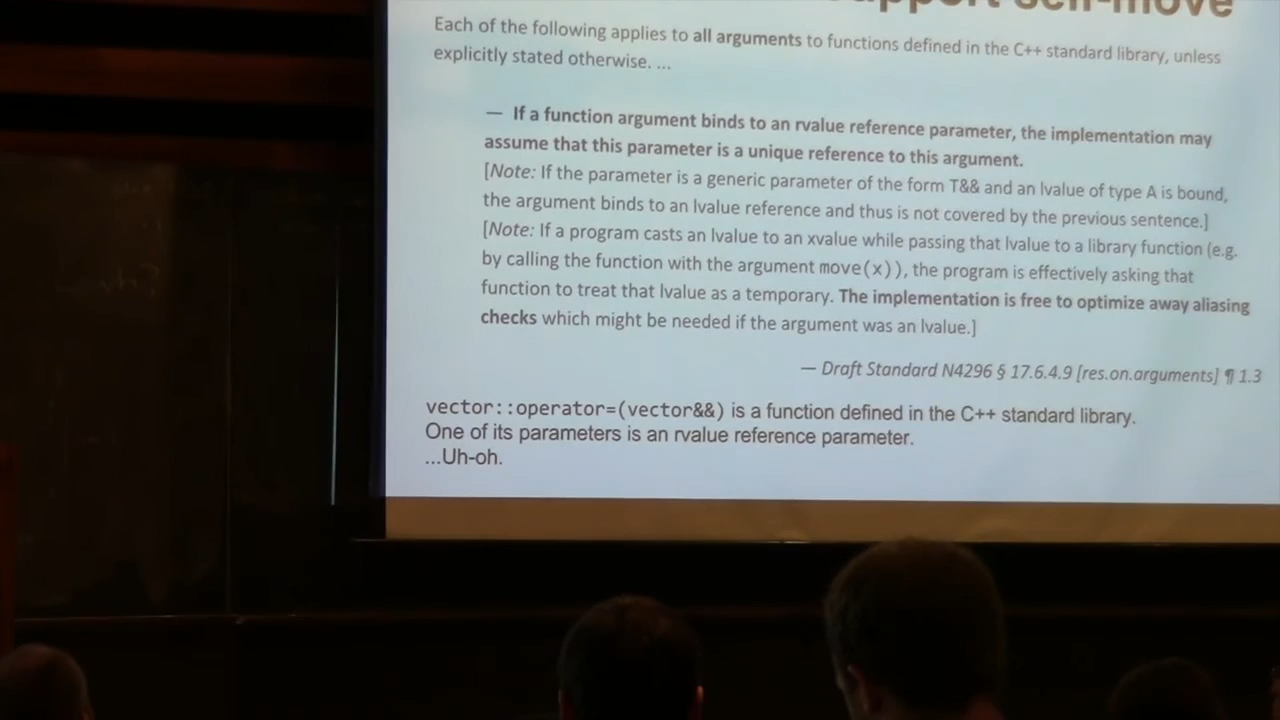 support self-move
Each of the following applies to all arguments to functions defined in the C++ standard library, unless
explicitly stated otherwise. ...
— If a function argument binds to an rvalue reference parameter, the implementation may
assume that this parameter is a unique reference to this argument.
[Note: If the parameter is a generic parameter of the form T&& and an lvalue of type A is bound,
the argument binds to an lvalue reference and thus is not covered by the previous sentence.]
[Note: If a program casts an lvalue to an xvalue while passing that lvalue to a library function (e.g.
by calling the function with the argument move(x)), the program is effectively asking that
function to treat that lvalue as a temporary. The implementation is free to optimize away aliasing
checks which might be needed if the argument was an lvalue.]
— Draft Standard N4296 § 17.6.4.9 [res.on.arguments] ¶ 1.3
vector::operator=(vector&&) is a function defined in the C++ standard library.
One of its parameters is an rvalue reference parameter.
...Uh-oh.